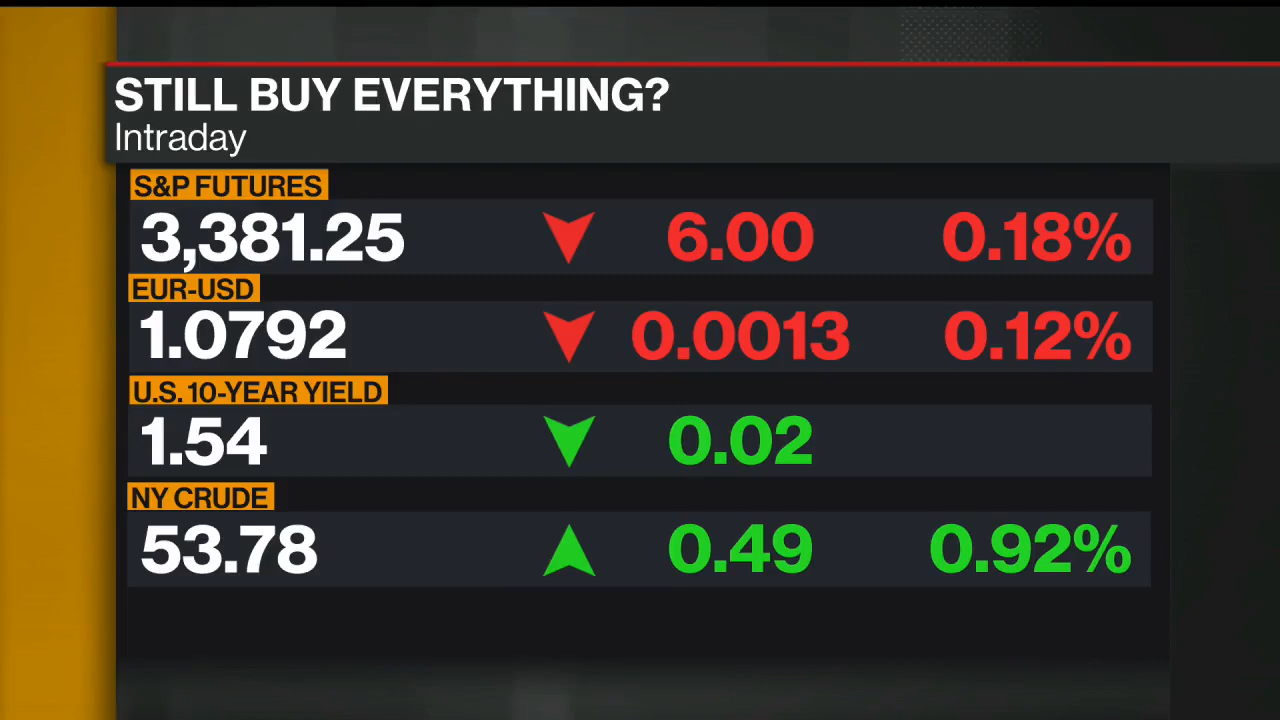 STILL BUY EVERYTHING?
Intraday
S&P FUTURES
3,381.25 6.00 0.18%
EUR-USD
1.0792 0.0013 0.12%
U.S. 10-YEAR YIELD
1.54 0.02
NY CRUDE
53.78 0.49 0.92%